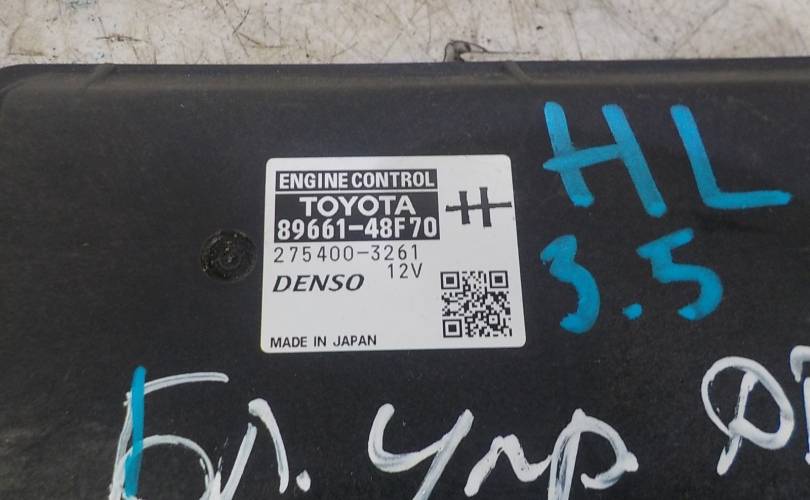 ENGINE CONTROL
TOYOTA
89661-48F70
275400-3261
12V
DENSO
MADE IN JAPAN
H
HL
3.5
Бл. упр